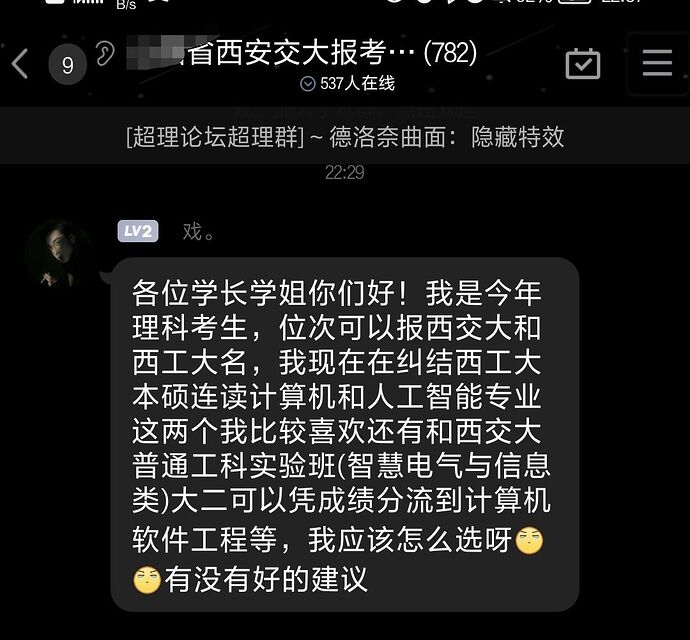 B/s
9
省西安交大报考… (782)
537人在线
[超理论坛超理群] ~ 德洛奈曲面：隐藏特效
22:29
LV2 戏。
各位学长学姐你们好！我是今年
理科考生，位次可以报西交大和
西工大名，我现在在纠结西工大
本硕连读计算机和人工智能专业
这两个我比较喜欢还有和西交大
普通工科实验班(智慧电气与信息
类)大二可以凭成绩分流到计算机
软件工程等，我应该怎么选呀🙄
🙄有没有好的建议